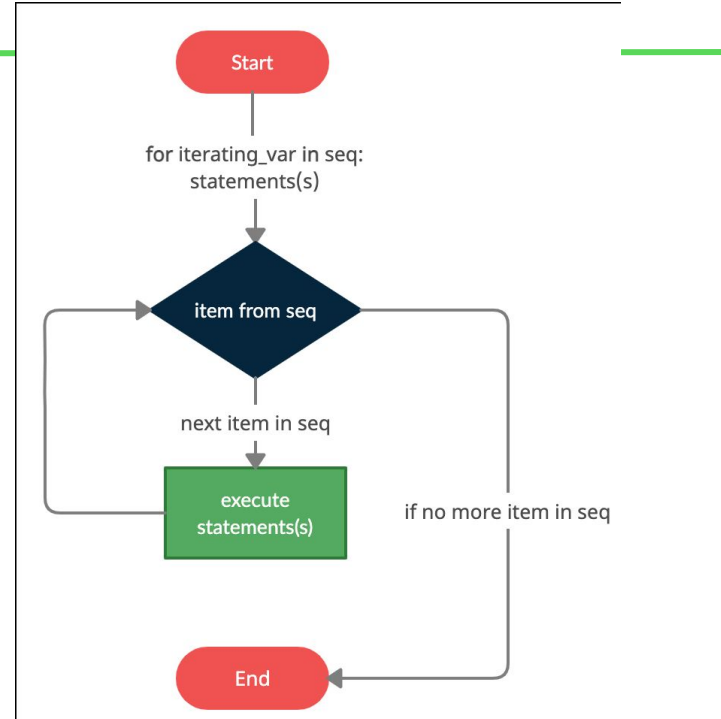 Start
for iterating_var in seq:
statements(s)
item from seq
next item in seq
execute
statements(s)
if no more item in seq
End